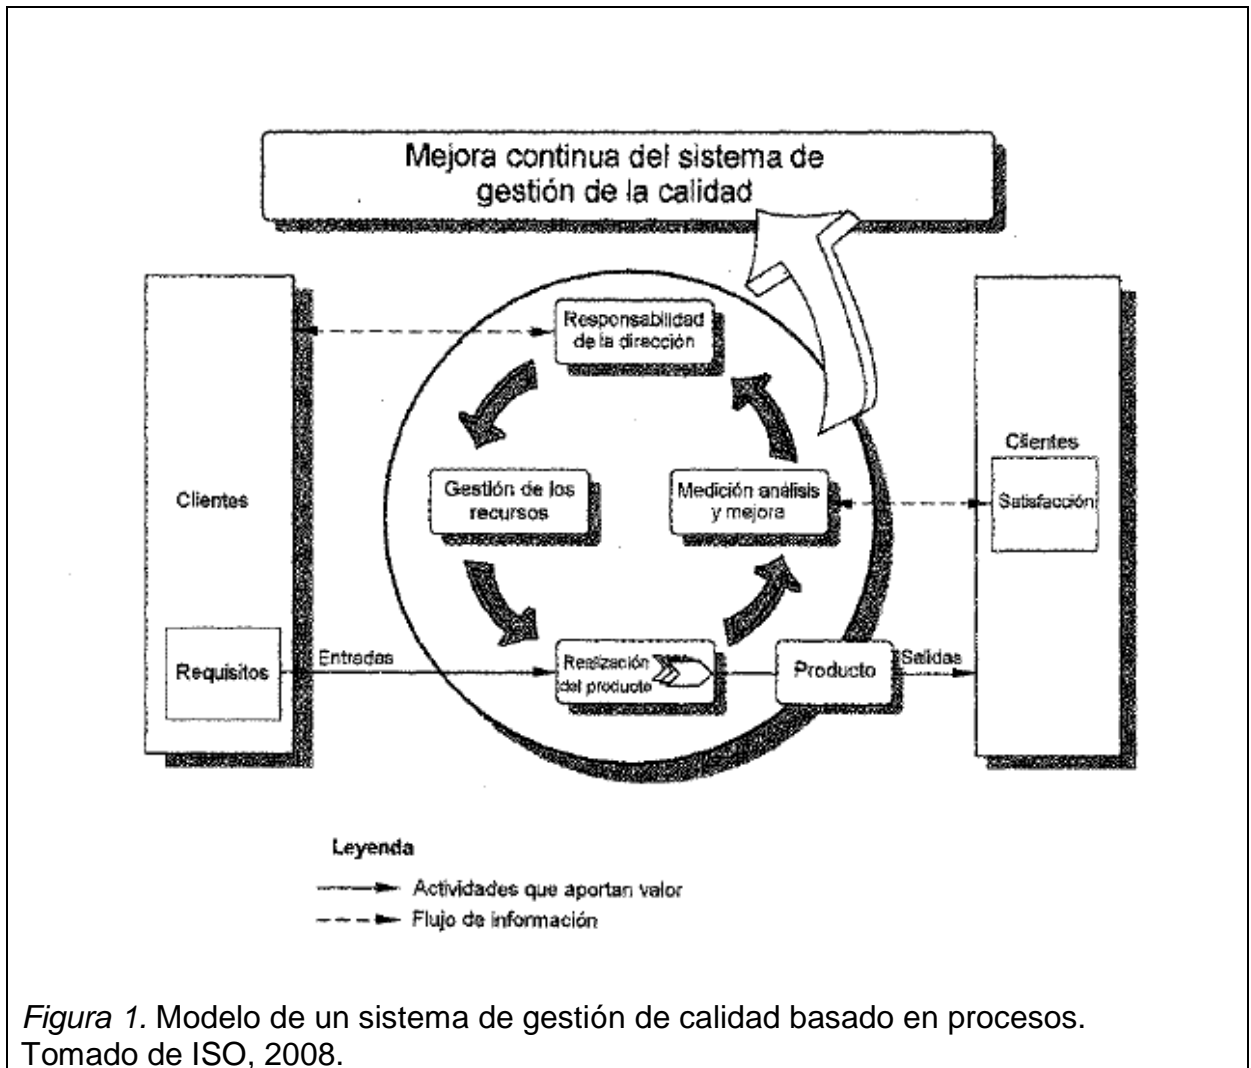 Mejora continua del sistema de
gestión de la calidad
Responsabilidad
de la dirección
Clientes
Gestión de los
recursos
Medición análisis
y mejora
Clientes
Satisfacción
Requisitos
Entradas
Realización
del producto
Producto
Salidas
Leyenda
Actividades que aportan valor
Flujo de información
Figura 1. Modelo de un sistema de gestión de calidad basado en procesos.
Tomado de ISO, 2008.